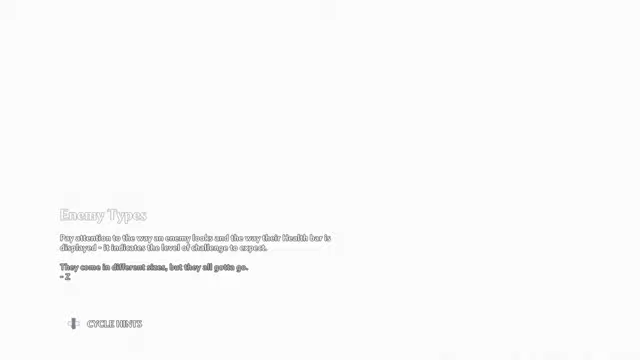 Enemy Types
Pay attention to the way an enemy looks and the way their Health bar is
displayed - it indicates the level of challenge to expect.
They come in different sizes, but they all gotta go.
- Z
CYCLE HINTS